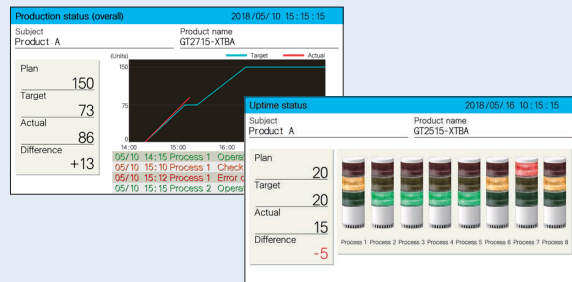 Production status (overall) 2018/05/10 15:15:15
Subject Product name
Product A GT2715-XTBA
Plan
150
Target
73
Actual
86
Difference
+13
(Units) Target Actual
150
75
0
14:00 15:00 16:00
05/10 14:15 Process 1
05/10 15:10 Process 1 Check
05/10 15:12 Process 1 Error
05/10 15:15 Process 2
Uptime status 2018/05/16 10:15:15
Subject Product name
Product A GT2515-XTBA
Plan
20
Target
20
Actual
15
Difference
-5
Process 1 Process 2 Process 3 Process 4 Process 5 Process 6 Process 7 Process 8